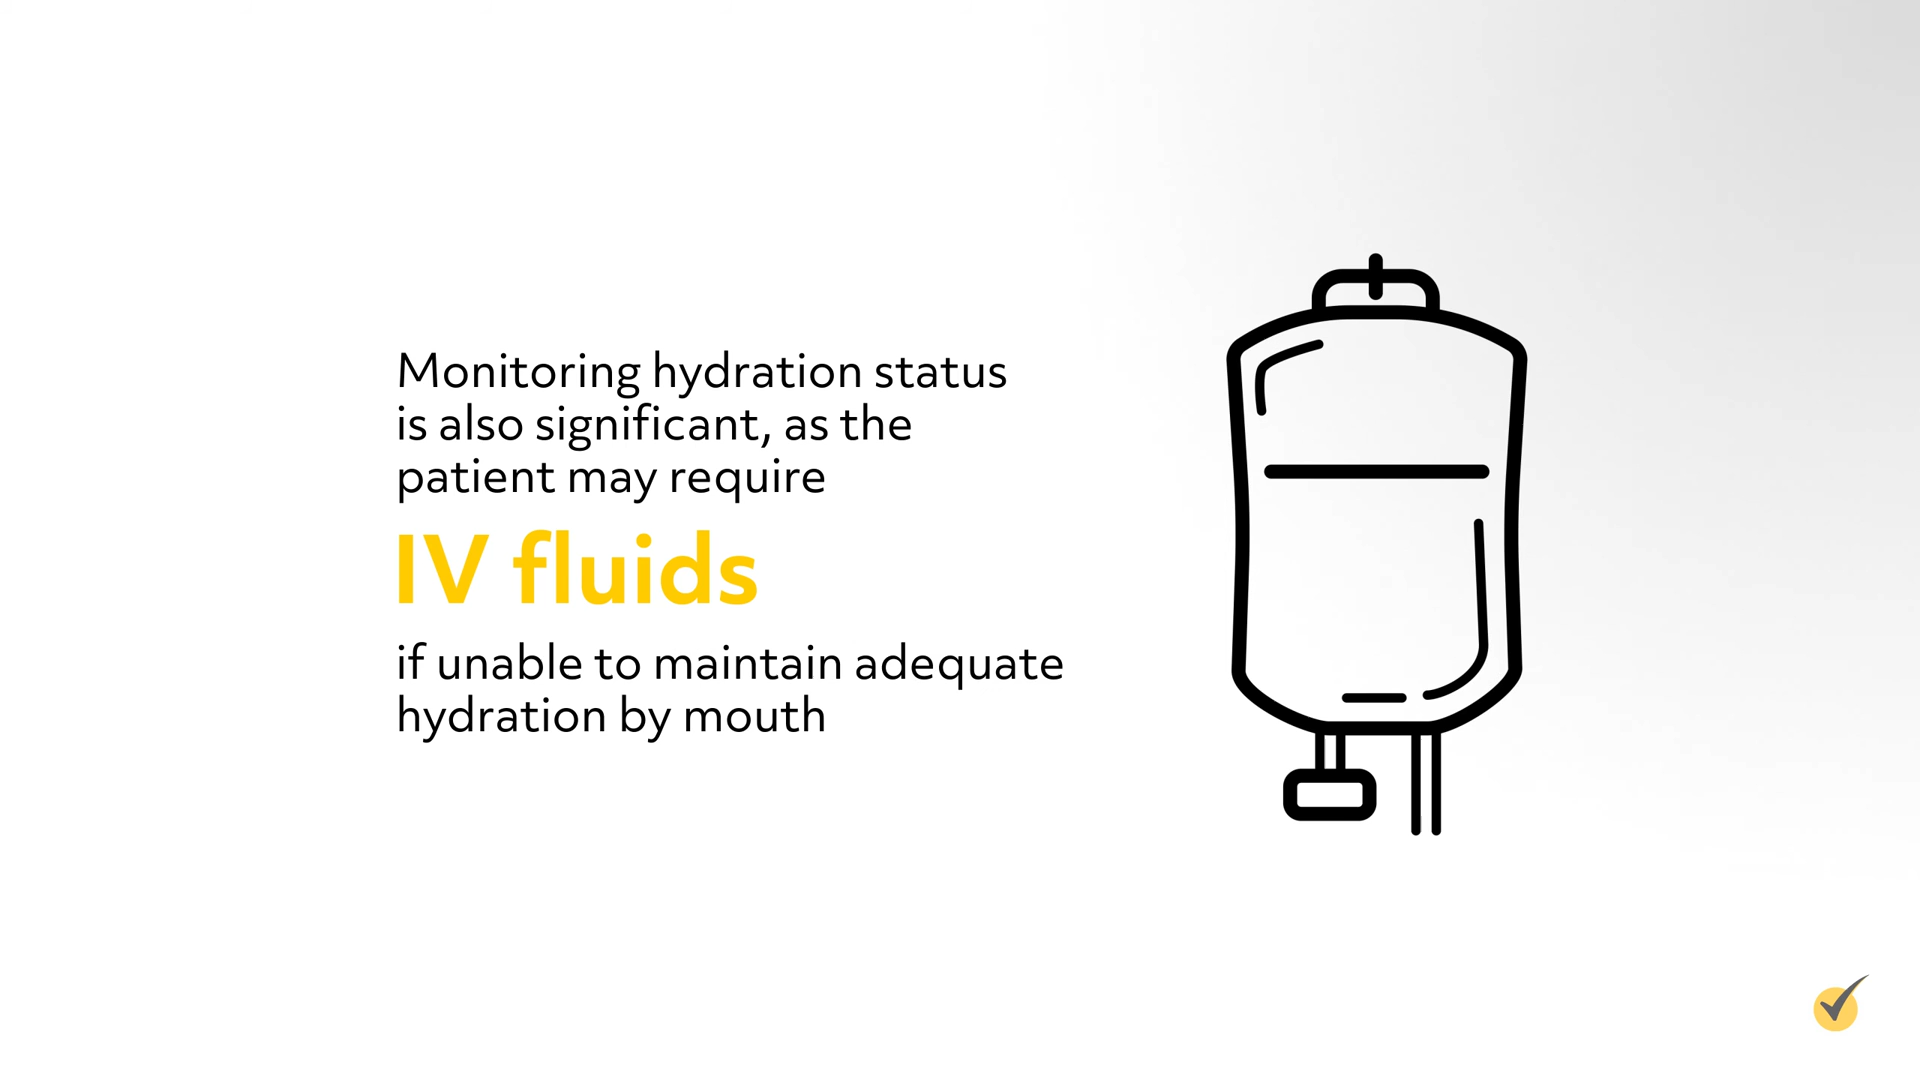 Monitoring hydration status
is also significant, as the
patient may require
IV fluids
if unable to maintain adequate
hydration by mouth